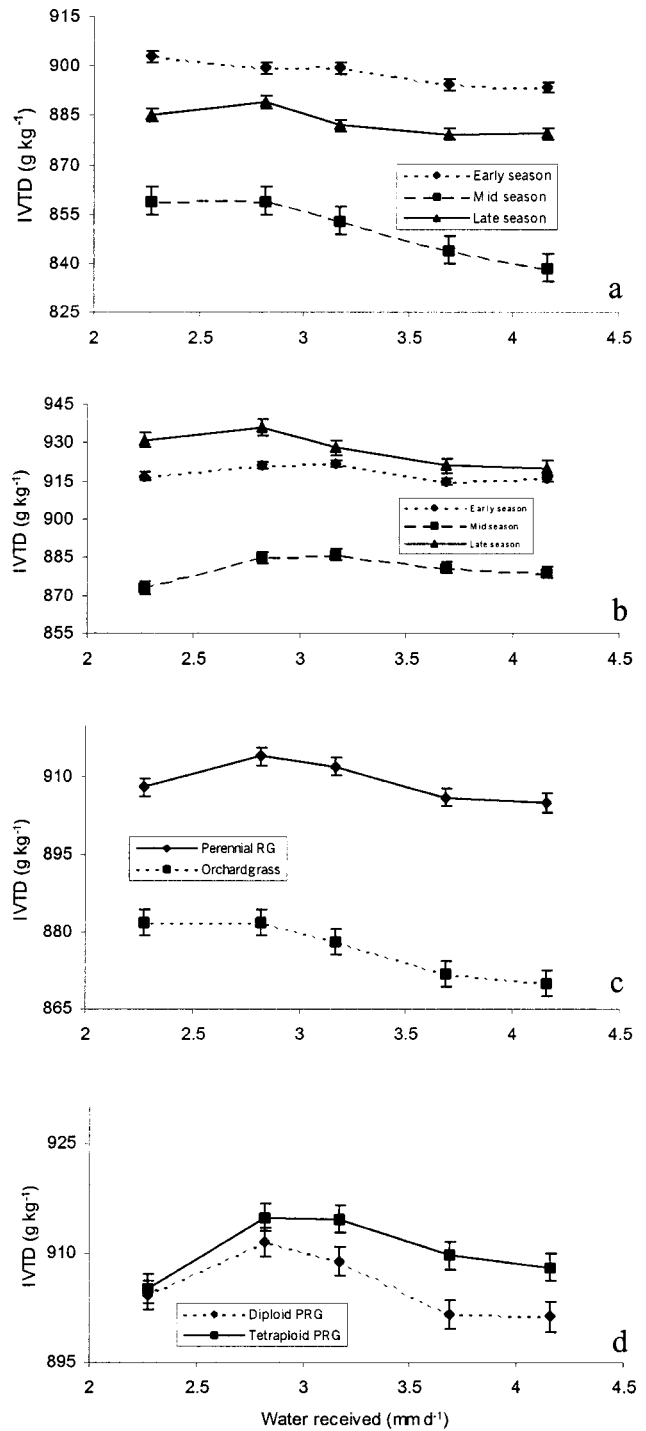 915
900
885
870
855
840
825
IVTD (g kg-1)
Early season
Mid season
Late season
a
2
2.5
3
3.5
4
4.5
945
930
915
900
885
870
855
IVTD (g kg-1)
Early season
Mid season
Late season
b
2
2.5
3
3.5
4
4.5
910
895
880
865
IVTD (g kg-1)
Perennial RG
Orchardgrass
c
2
2.5
3
3.5
4
4.5
925
910
895
IVTD (g kg-1)
Diploid PRG
Tetraploid PRG
d
2
2.5
3
3.5
4
4.5
Water received (mm d-1)